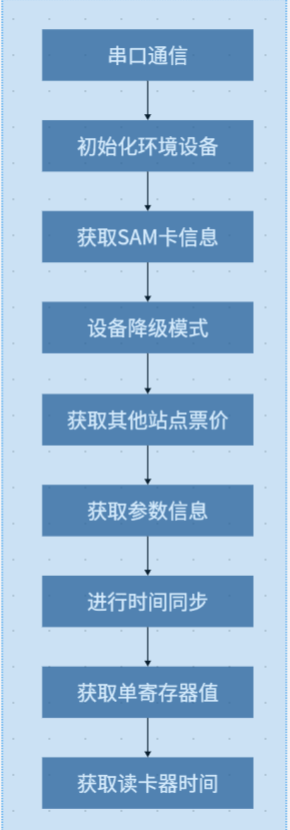 串口通信
初始化环境设备
获取SAM卡信息
设备降级模式
获取其他站点票价
获取参数信息
进行时间同步
获取单寄存器值
获取读卡器时间